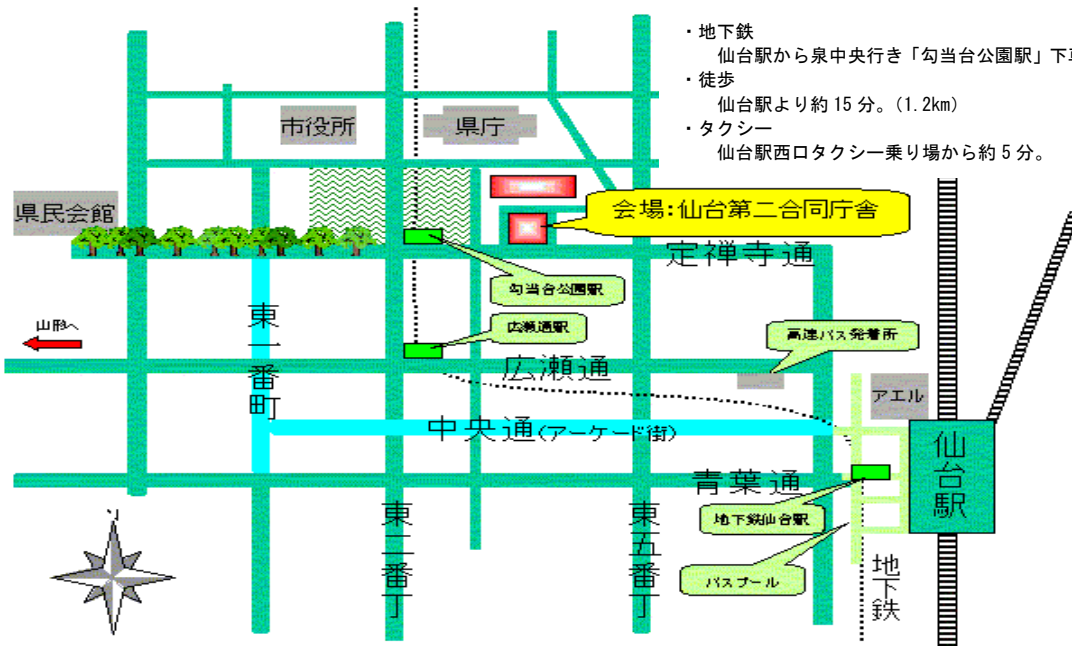 ・地下鉄
仙台駅から泉中央行き「勾当台公園駅」下
・徒歩
仙台駅より約15分。(1.2km)
・タクシー
仙台駅西口タクシー乗り場から約5分。
市役所
県庁
県民会館
会場:仙台第二合同庁舎
定禅寺通
勾当台公園駅
東一番町
山形へ
広瀬通駅
高速バス発着所
広瀬通
アエル
中央通(アーケード街)
仙台駅
青葉通
地下鉄仙台駅
東二番丁
東五番丁
バスプール
地下鉄
N